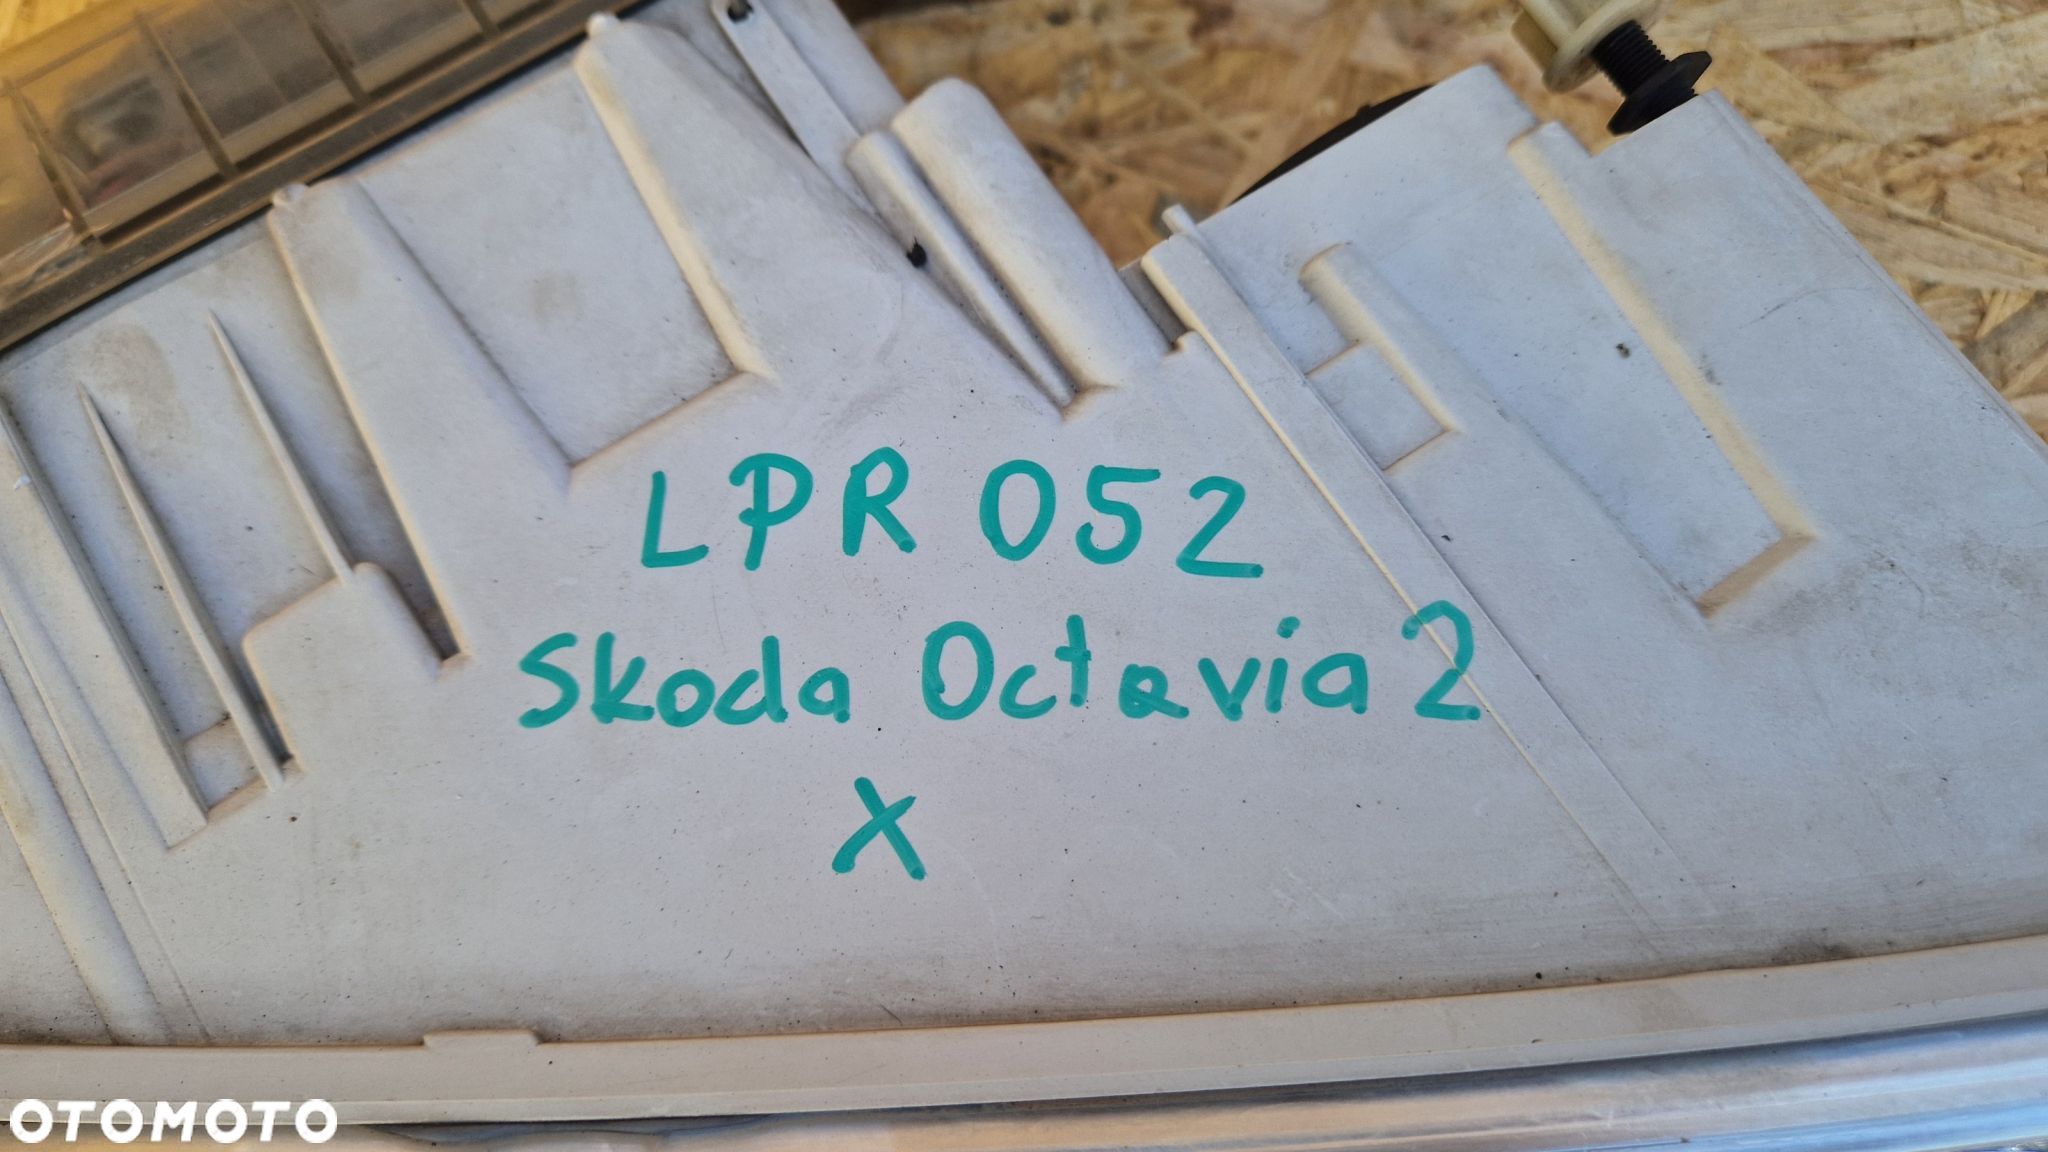 LPR 052
Skoda Octavia 2
X
OTOMOTO